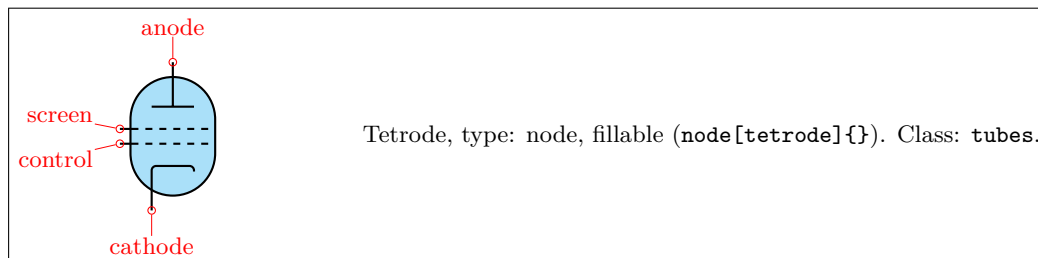 anode
screen
control
cathode
Tetrode, type: node, fillable (node[tetrode]{}). Class: tubes.